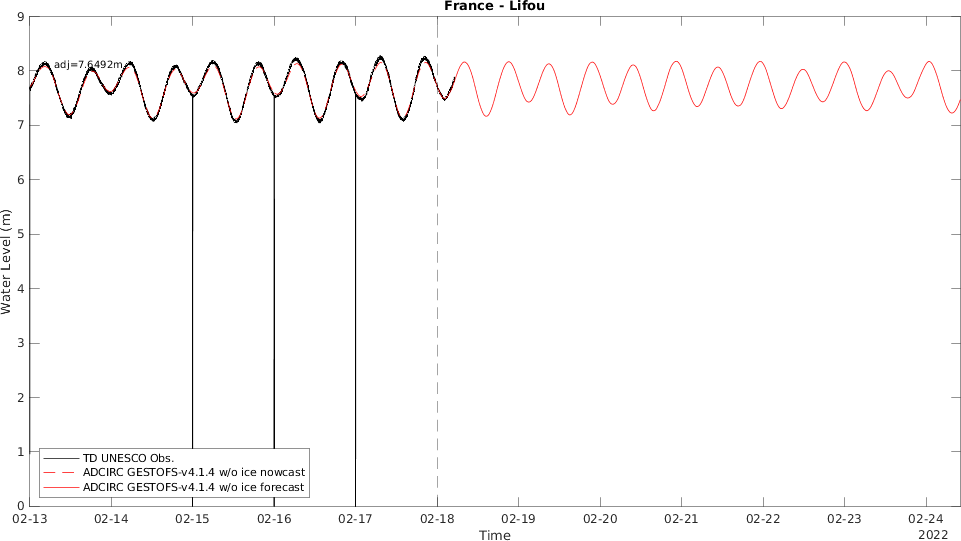 France - Lifou
9
8
7
6
5
4
3
2
1
0
Water Level (m)
adj=7.6492m
TD UNESCO Obs.
ADCIRC GESTOFS-v4.1.4 w/o ice nowcast
ADCIRC GESTOFS-v4.1.4 w/o ice forecast
02-13 02-14 02-15 02-16 02-17 02-18 02-19 02-20 02-21 02-22 02-23 02-24
Time
2022